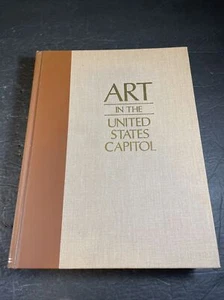 ART
IN THE
UNITED
STATES
CAPITOL